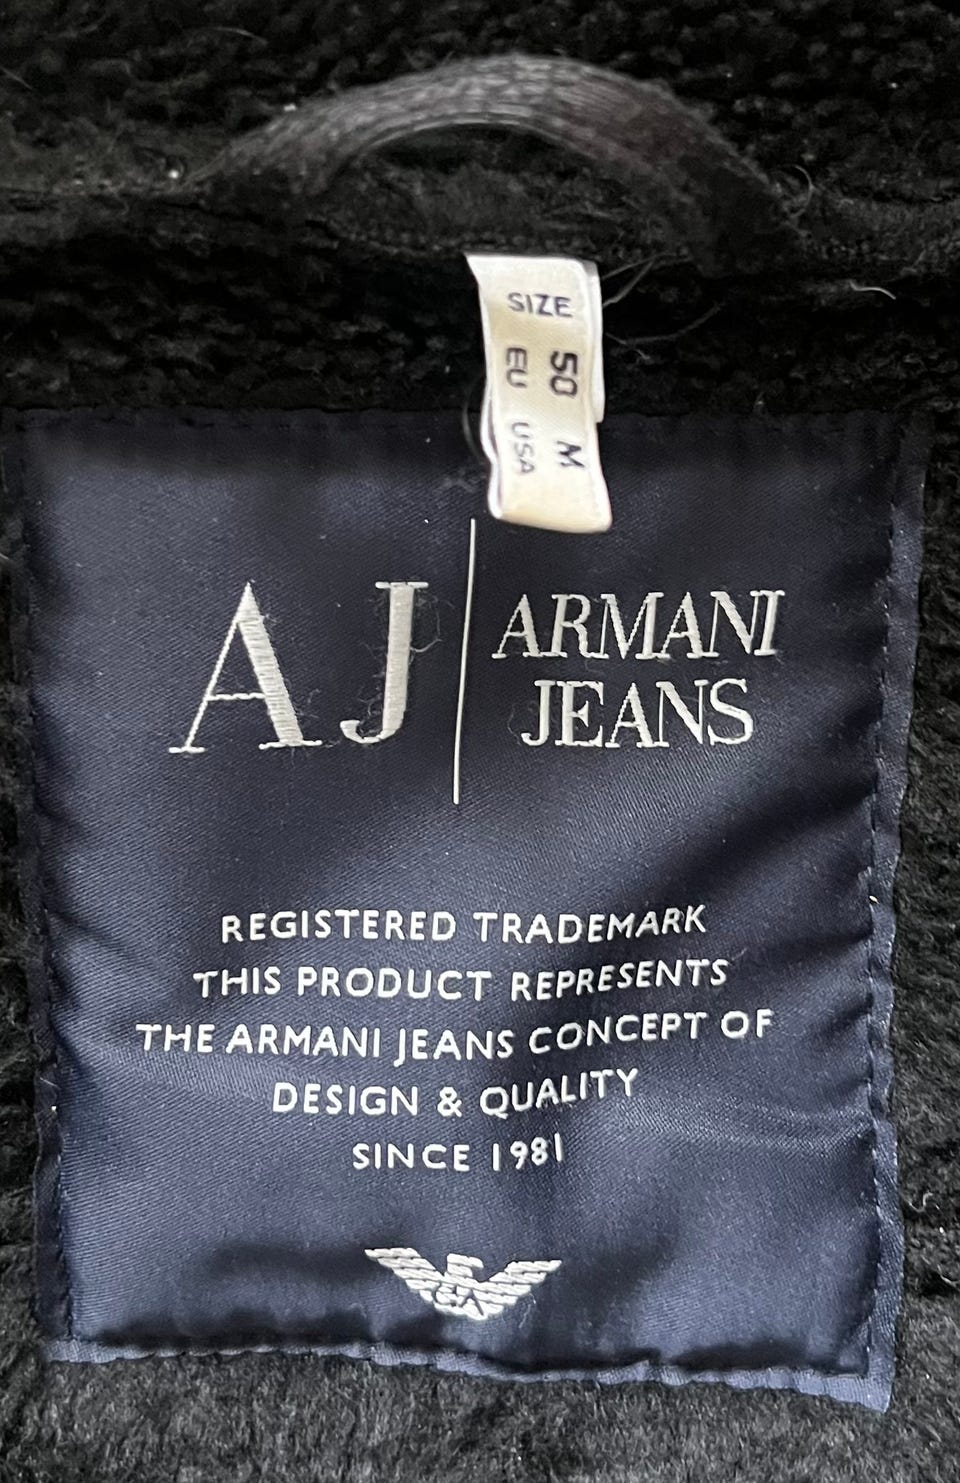 SIZE
50 M
EU USA
AJ
ARMANI
JEANS
REGISTERED TRADEMARK
THIS PRODUCT REPRESENTS
THE ARMANI JEANS CONCEPT OF
DESIGN & QUALITY
SINCE 1981
GA